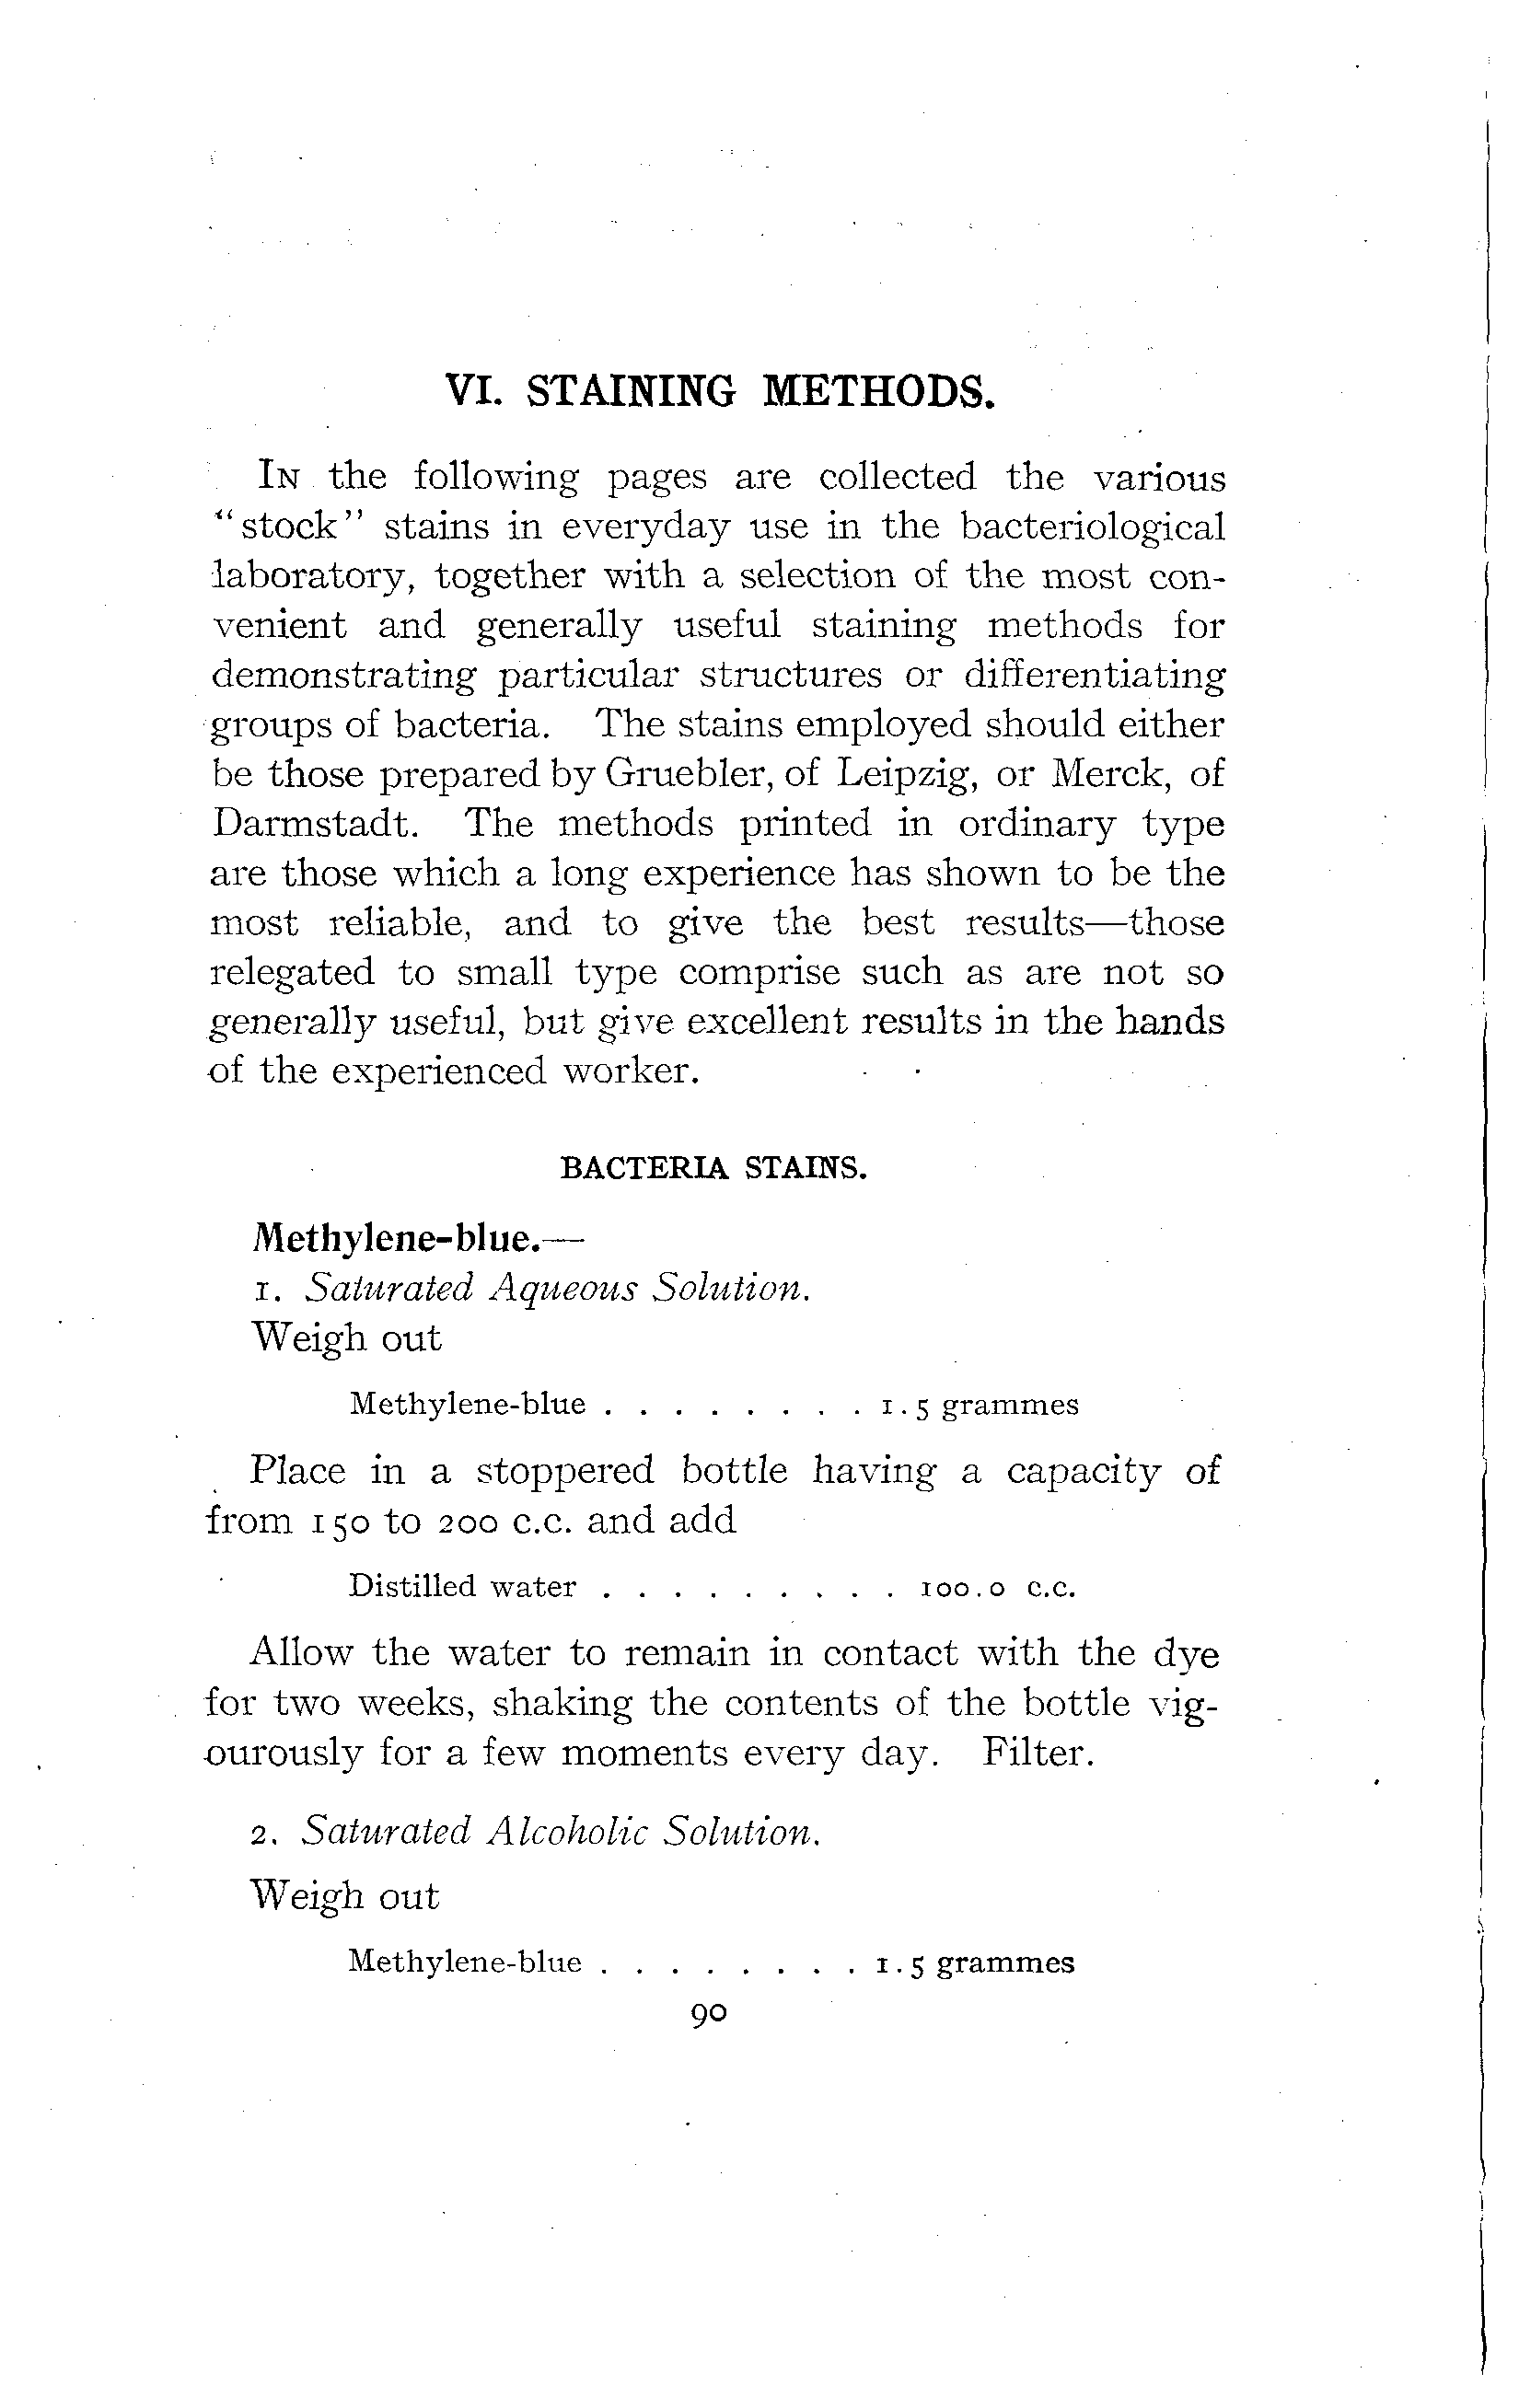 VI. STAINING METHODS.
IN the following pages are collected the various
“stock” stains in everyday use in the bacteriological
laboratory, together with a selection of the most con-
venient and generally useful staining methods for
demonstrating particular structures or differentiating
groups of bacteria. The stains employed should either
be those prepared by Gruebler, of Leipzig, or Merck, of
Darmstadt. The methods printed in ordinary type
are those which a long experience has shown to be the
most reliable, and to give the best results—those
relegated to small type comprise such as are not so
generally useful, but give excellent results in the hands
of the experienced worker.
BACTERIA STAINS.
Methylene-blue.—
1. Saturated Aqueous Solution.
Weigh out
Methylene-blue . . . . . . . . 1.5 grammes
Place in a stoppered bottle having a capacity of
from 150 to 200 c.c. and add
Distilled water . . . . . . . . . 100.0 c.c.
Allow the water to remain in contact with the dye
for two weeks, shaking the contents of the bottle vig-
ourously for a few moments every day. Filter.
2. Saturated Alcoholic Solution.
Weigh out
Methylene-blue . . . . . . . . 1.5 grammes
90